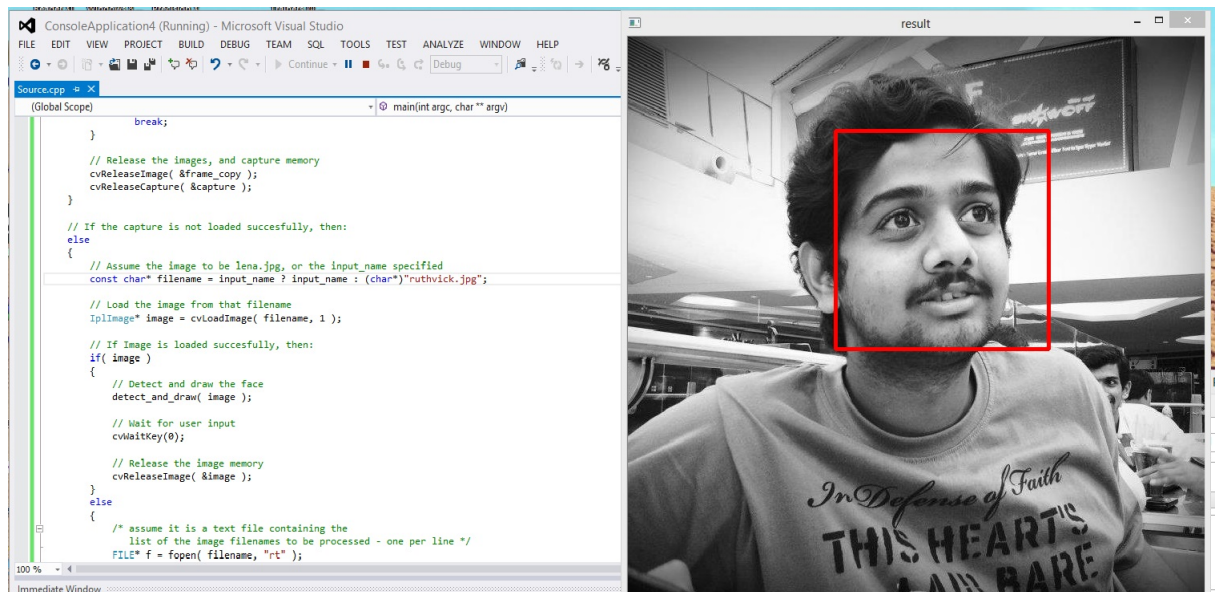 ConsoleApplication4 (Running) - Microsoft Visual Studio
FILE EDIT VIEW PROJECT BUILD DEBUG TEAM SQL TOOLS TEST ANALYZE WINDOW HELP
Continue Debug
Source.cpp
(Global Scope) main(int argc, char ** argv)
break;
}
// Release the images, and capture memory
cvReleaseImage( &frame_copy );
cvReleaseCapture( &capture );
}
// If the capture is not loaded succesfully, then:
else
{
// Assume the image to be lena.jpg, or the input_name specified
const char* filename = input_name ? input_name : (char*)"ruthvick.jpg";
// Load the image from that filename
IplImage* image = cvLoadImage( filename, 1 );
// If Image is loaded succesfully, then:
if( image )
{
// Detect and draw the face
detect_and_draw( image );
// Wait for user input
cvWaitKey(0);
// Release the image memory
cvReleaseImage( &image );
}
else
{
/* assume it is a text file containing the
list of the image filenames to be processed - one per line */
FILE* f = fopen( filename, "rt" );
100 %
Immediate Window
result
In Defense of Faith
THIS HEART'S
LAID BARE